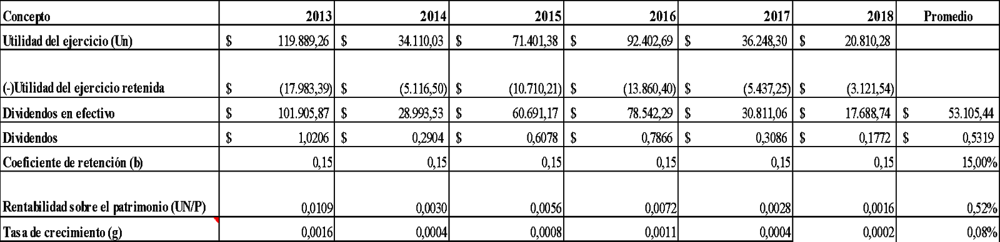 Concepto 2013 2014 2015 2016 2017 2018 Promedio
Utilidad del ejercicio (Un) $ 119.889,26 $ 34.110,03 $ 71.401,38 $ 92.402,69 $ 36.248,30 $ 20.810,28
(-)Utilidad del ejercicio retenida $ (17.983,39) $ (5.116,50) $ (10.710,21) $ (13.860,40) $ (5.437,25) $ (3.121,54)
Dividendos en efectivo $ 101.905,87 $ 28.993,53 $ 60.691,17 $ 78.542,29 $ 30.811,06 $ 17.688,74 $ 53.105,44
Dividendos $ 1,0206 $ 0,2904 $ 0,6078 $ 0,7866 $ 0,3086 $ 0,1772 $ 0,5319
Coeficiente de retención (b) 0,15 0,15 0,15 0,15 0,15 0,15 15,00%
Rentabilidad sobre el patrimonio (UN/P) 0,0109 0,0030 0,0056 0,0072 0,0028 0,0016 0,52%
Tasa de crecimiento (g) 0,0016 0,0004 0,0008 0,0011 0,0004 0,0002 0,08%